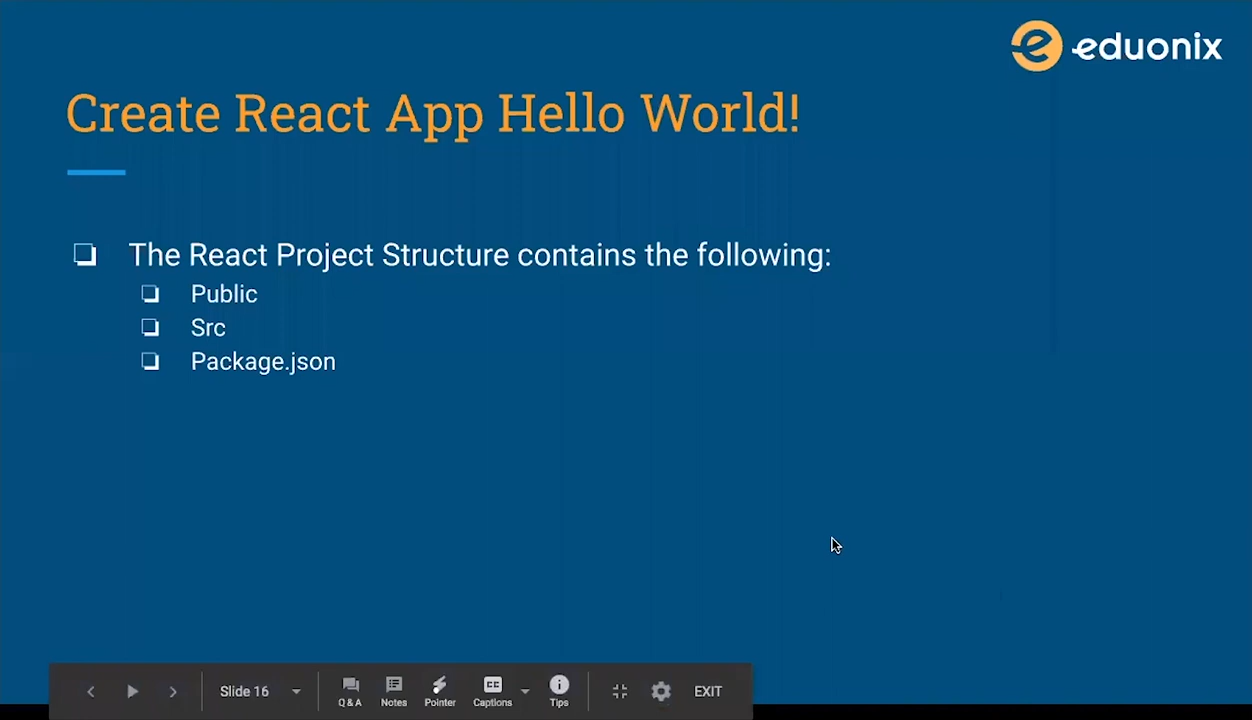 eduonix
Create React App Hello World!
The React Project Structure contains the following:
Public
Src
Package.json
Slide 16
Q & A
Notes
Pointer
CC
Captions
Tips
EXIT